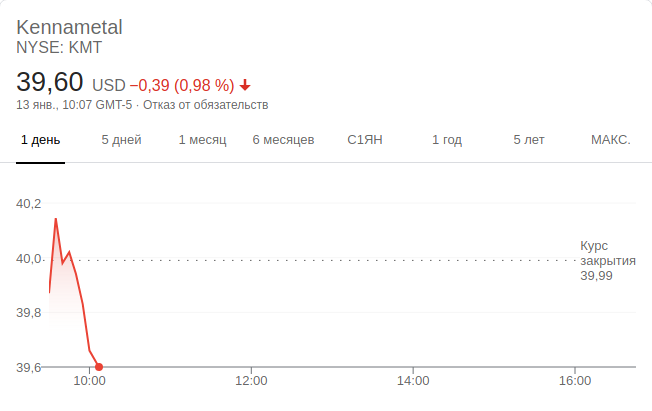 Kennametal
NYSE: KMT
39,60 USD −0,39 (0,98 %)
13 янв., 10:07 GMT-5 · Отказ от обязательств
1 день 5 дней 1 месяц 6 месяцев С1ЯН 1 год 5 лет МАКС.
40,2
40,0
39,8
39,6
Курс
закрытия
39,99
10:00 12:00 14:00 16:00